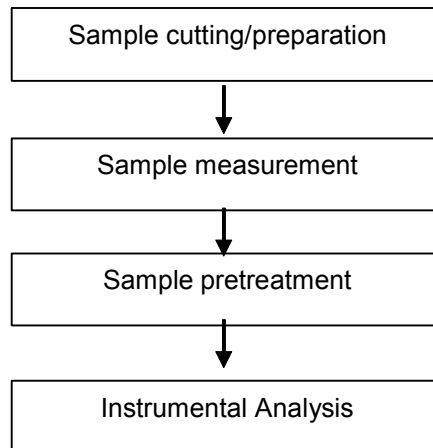 Sample cutting/preparation
Sample measurement
Sample pretreatment
Instrumental Analysis